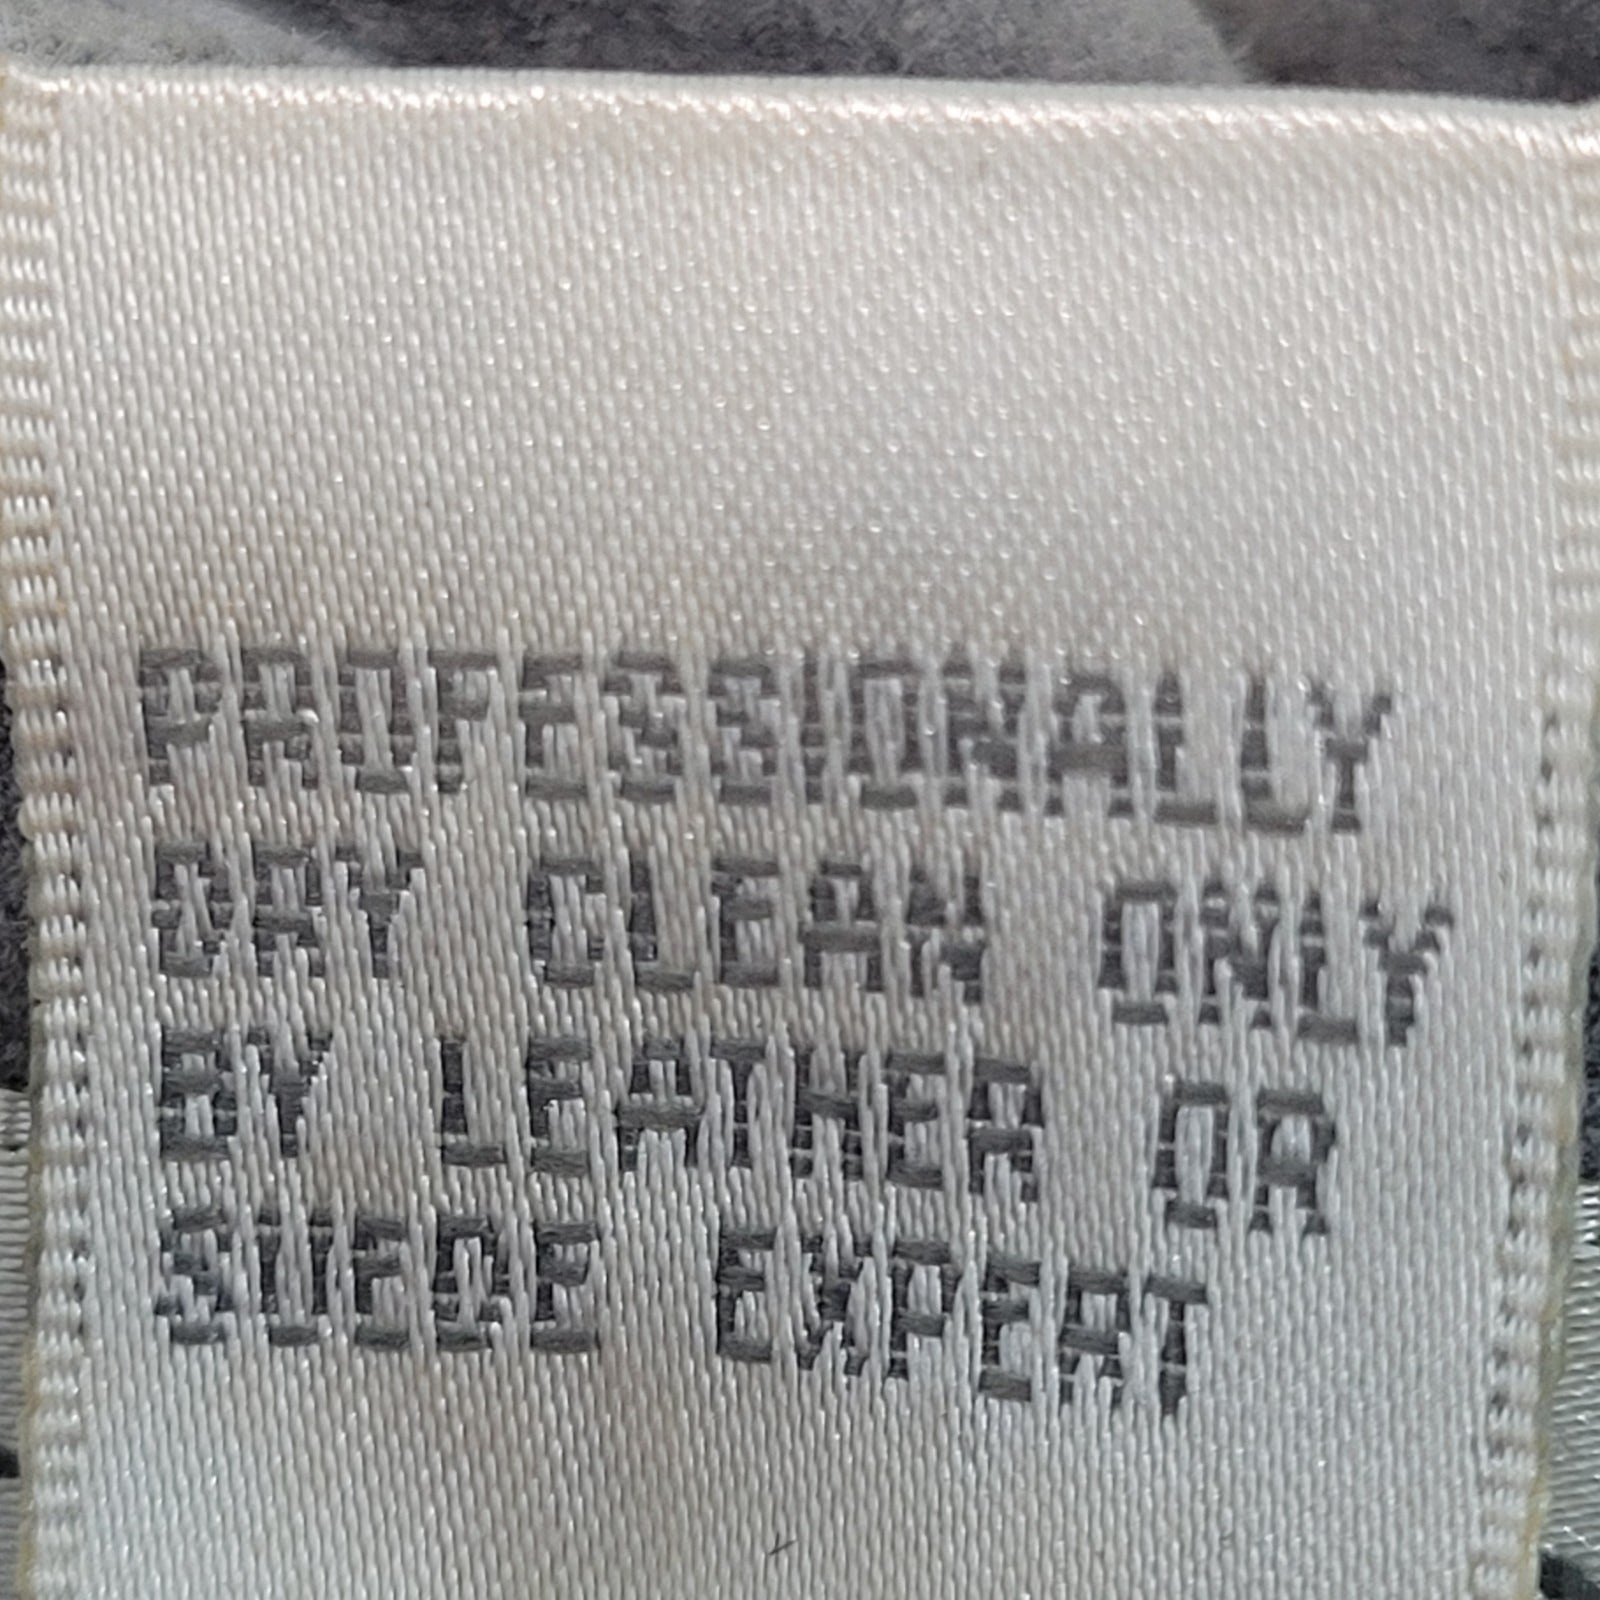 PROFESSIONALLY
DRY CLEAN ONLY
BY LEATHER OR
SUEDE EXPERT